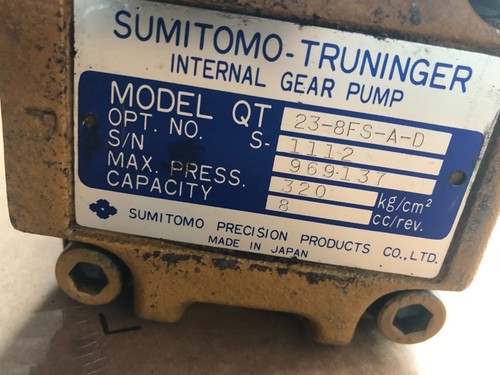 SUMITOMO-TRUNINGER
INTERNAL GEAR PUMP
MODEL QT 23-8FS-A-D
OPT. NO. S- 1112
S/N 969137
MAX. PRESS. 320 kg/cm²
CAPACITY 8 cc/rev.
SUMITOMO PRECISION PRODUCTS CO., LTD.
MADE IN JAPAN